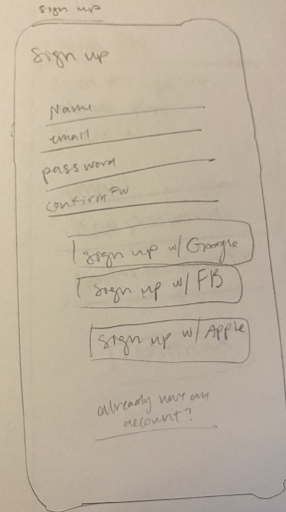 sign up
Sign up
Name
email
password
confirm PW
sign up w/ Google
sign up w/ FB
sign up w/ Apple
already have an
account?